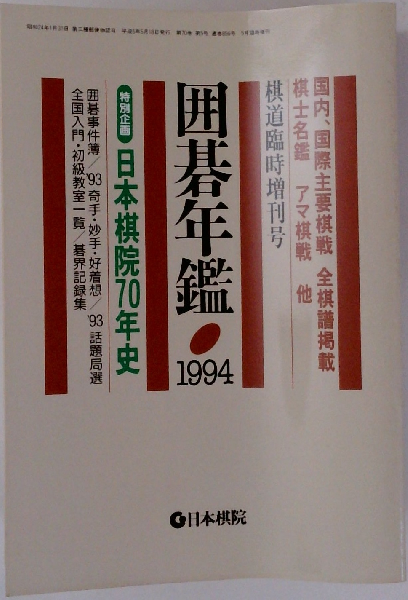 国内、国際主要棋戦 全棋譜掲載
棋士名鑑 アマ棋戦 他
棋道臨時増刊号
囲碁年鑑
1994
特別企画
日本棋院70年史
囲碁事件簿/'93奇手・妙手・好着想/'93話題局選
全国入門・初級教室一覧/碁界記録集
日本棋院